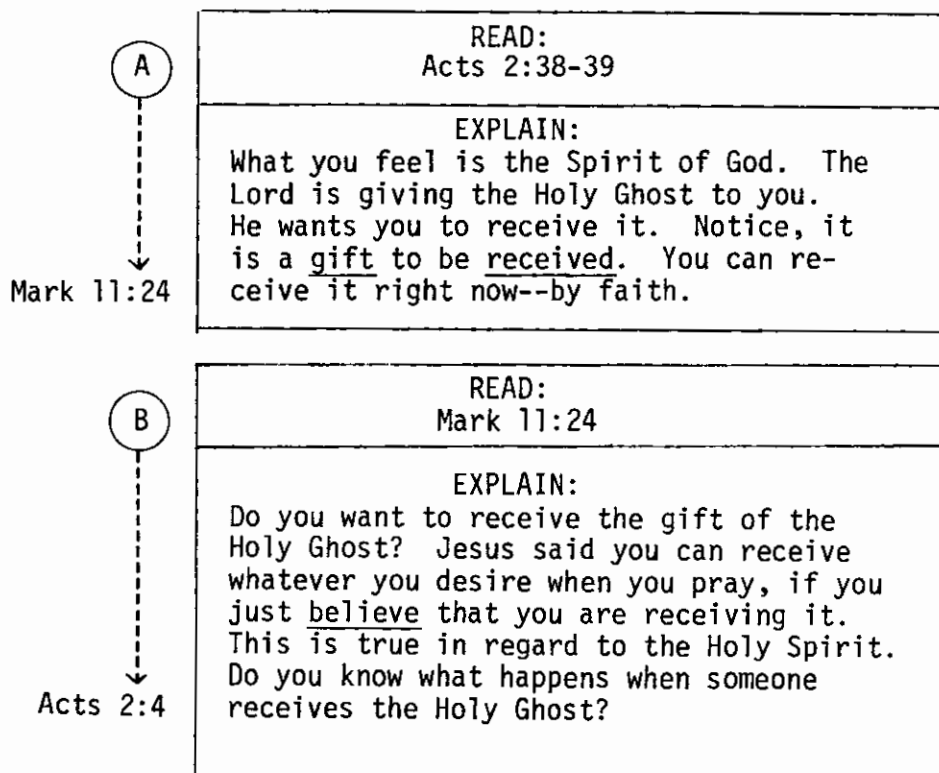 A
READ:
Acts 2:38-39
EXPLAIN:
What you feel is the Spirit of God. The
Lord is giving the Holy Ghost to you.
He wants you to receive it. Notice, it
is a gift to be received. You can re-
ceive it right now--by faith.
Mark 11:24
B
READ:
Mark 11:24
EXPLAIN:
Do you want to receive the gift of the
Holy Ghost? Jesus said you can receive
whatever you desire when you pray, if you
just believe that you are receiving it.
This is true in regard to the Holy Spirit.
Do you know what happens when someone
receives the Holy Ghost?
Acts 2:4